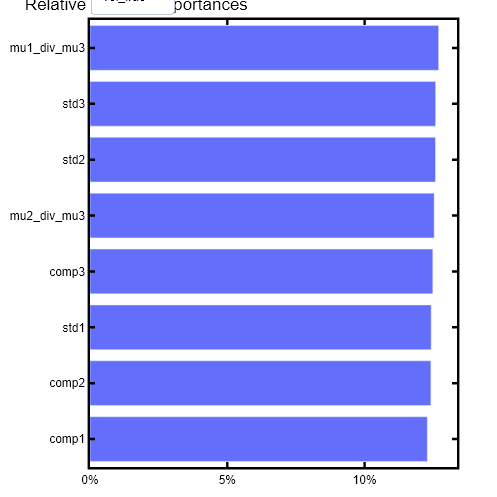 Relative portances
mu1_div_mu3
std3
std2
mu2_div_mu3
comp3
std1
comp2
comp1
0% 5% 10%